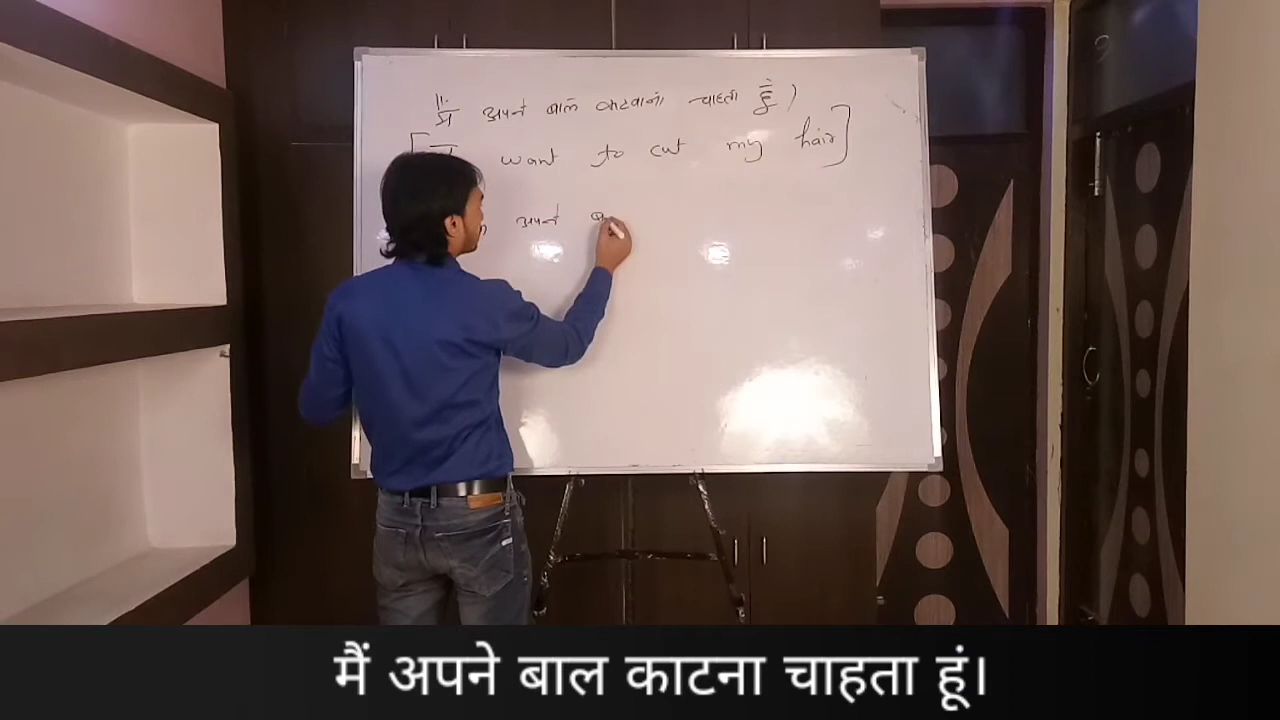 मैं अपने बाल कटवाना चाहता हूँ।
want to cut my hair]
अपने बा
मैं अपने बाल काटना चाहता हूं।